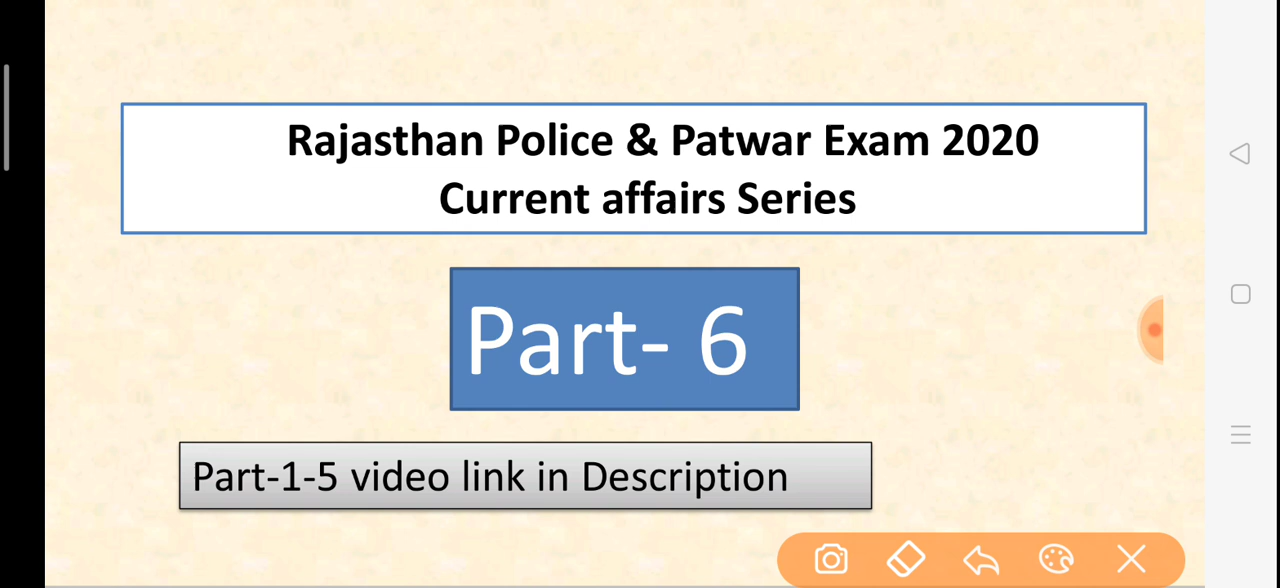 Rajasthan Police & Patwar Exam 2020
Current affairs Series
Part- 6
Part-1-5 video link in Description